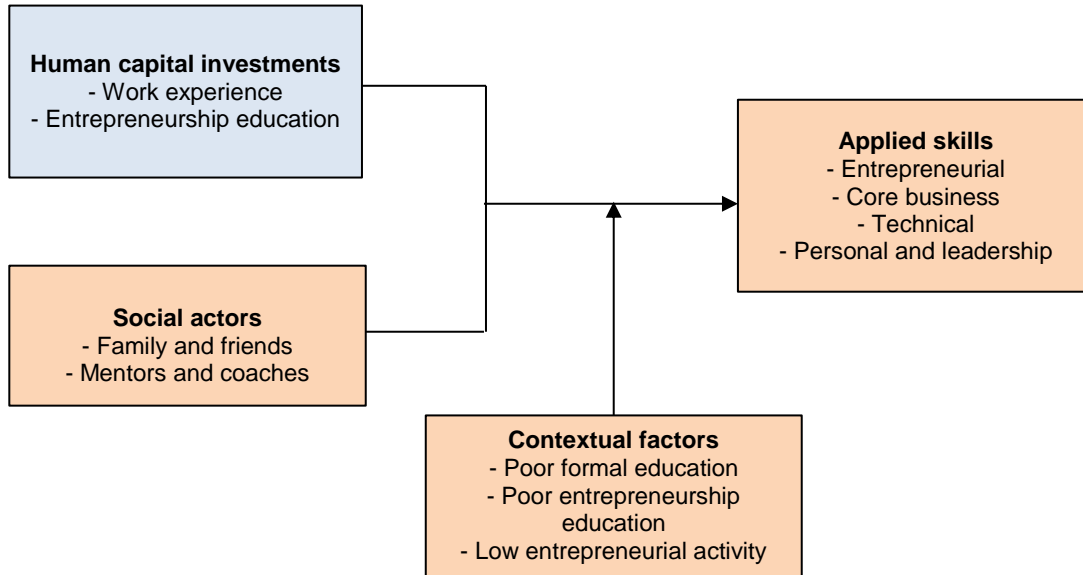 Human capital investments
- Work experience
- Entrepreneurship education
Applied skills
- Entrepreneurial
- Core business
- Technical
- Personal and leadership
Social actors
- Family and friends
- Mentors and coaches
Contextual factors
- Poor formal education
- Poor entrepreneurship
education
- Low entrepreneurial activity